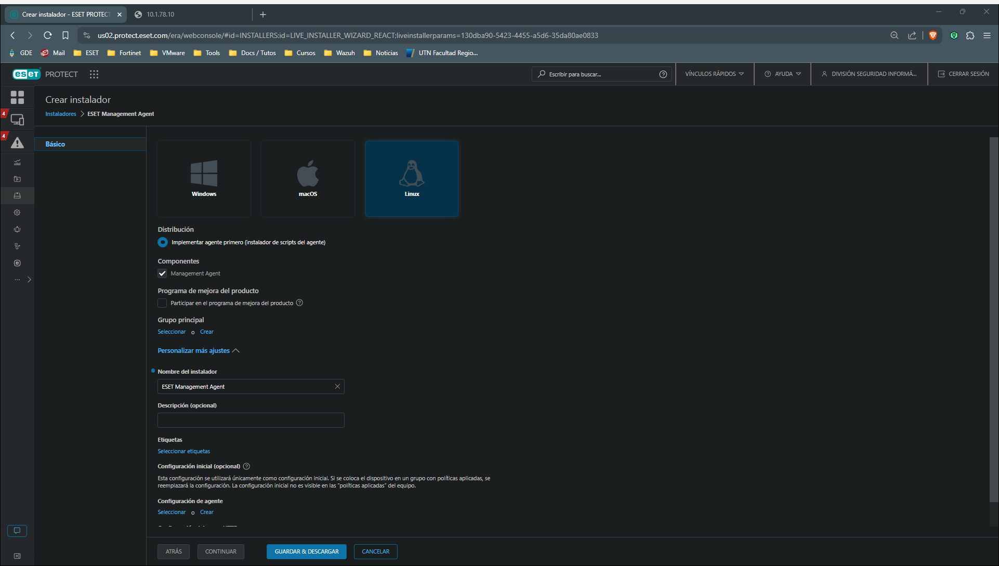 Crear instalador - ESET PROTECT
10.1.78.10
us02.protect.eset.com/era/webconsole/#id=INSTALLERS:id=LIVE_INSTALLER_WIZARD_REACT;liveinstallerparams=130dba90-5423-4455-a5d6-35da80ae0833
GDE Mail ESET Fortinet VMware Tools Docs / Tutos Cursos Wazuh Noticias UTN Facultad Regio...
eset PROTECT
Escribir para buscar...
VÍNCULOS RÁPIDOS
AYUDA
DIVISIÓN SEGURIDAD INFORMÁ...
CERRAR SESIÓN
Crear instalador
Instaladores > ESET Management Agent
4
4
Básico
Windows
macOS
Linux
Distribución
Implementar agente primero (instalador de scripts del agente)
Componentes
Management Agent
Programa de mejora del producto
Participar en el programa de mejora del producto
Grupo principal
Seleccionar o Crear
Personalizar más ajustes
Nombre del instalador
ESET Management Agent
Descripción (opcional)
Etiquetas
Seleccionar etiquetas
Configuración inicial (opcional)
Esta configuración se utilizará únicamente como configuración inicial. Si se coloca el dispositivo en un grupo con políticas aplicadas, se
reemplazará la configuración. La configuración inicial no es visible en las "políticas aplicadas" del equipo.
Configuración de agente
Seleccionar o Crear
ATRÁS
CONTINUAR
GUARDAR & DESCARGAR
CANCELAR